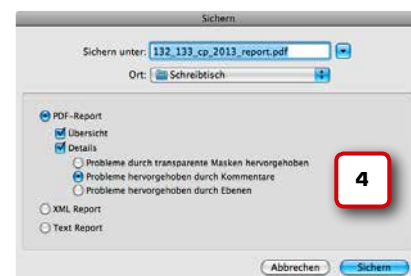 Sichern
Sichern unter: 132_133_cp_2013_report.pdf
Ort: Schreibtisch
PDF-Report
Übersicht
Details
Probleme durch transparente Masken hervorgehoben
Probleme hervorgehoben durch Kommentare
Probleme hervorgehoben durch Ebenen
XML Report
Text Report
4
Abbrechen Sichern